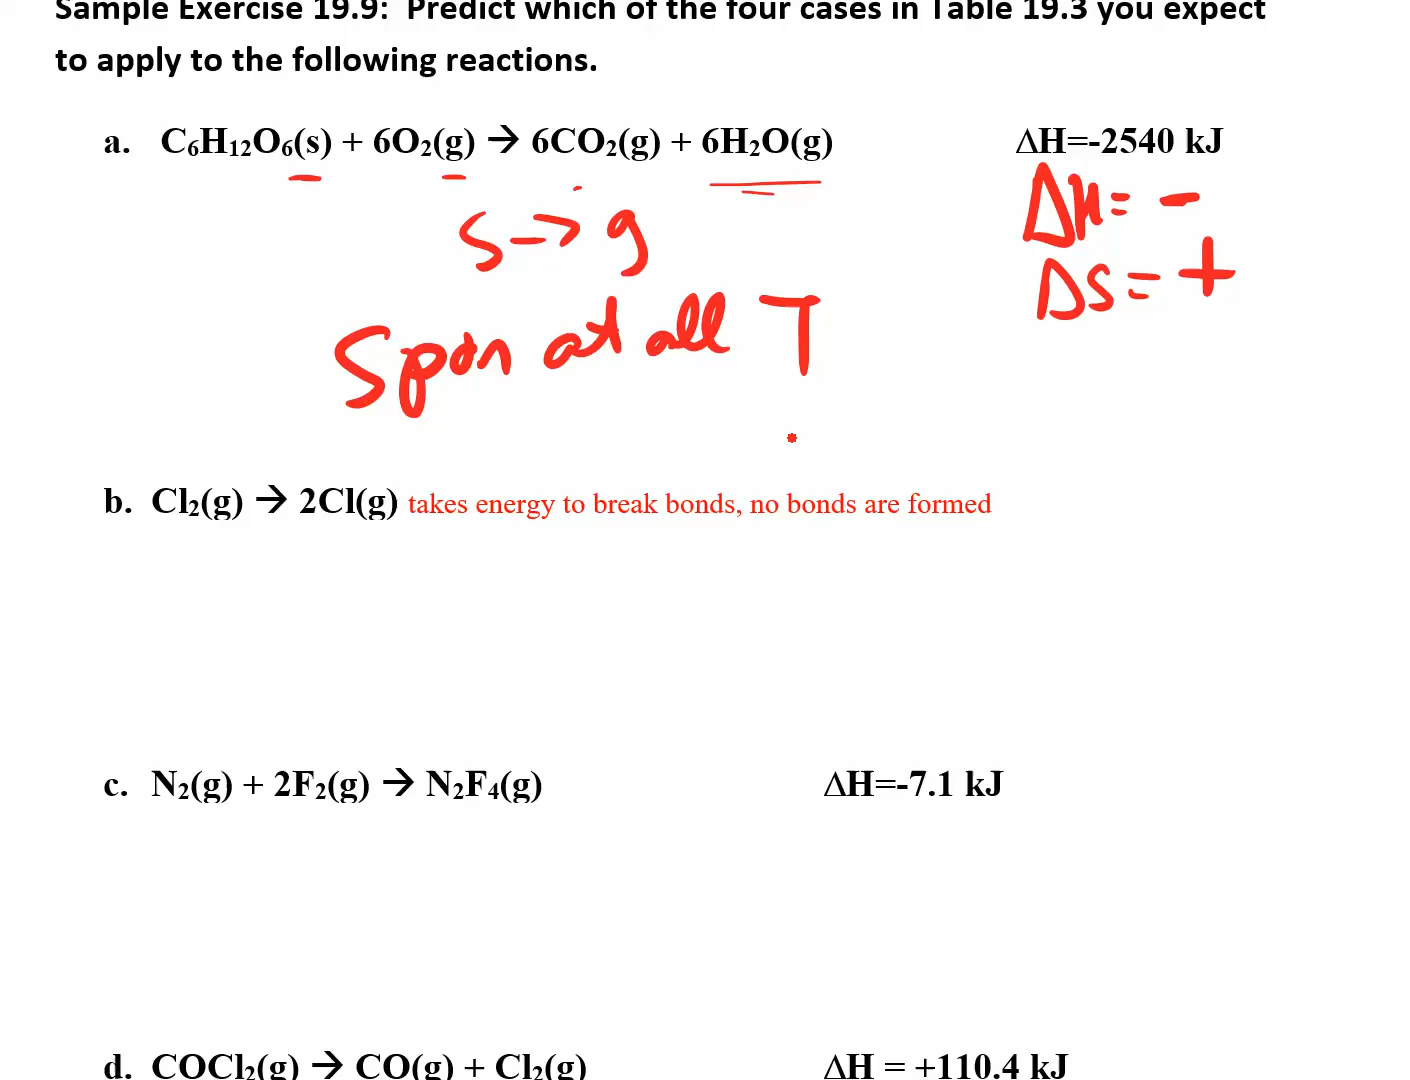 Sample Exercise 19.9: Predict which of the four cases in Table 19.3 you expect
to apply to the following reactions.
a. C₆H₁₂O₆(s) + 6O₂(g) → 6CO₂(g) + 6H₂O(g) ΔH=-2540 kJ
ΔH= -
S → g
ΔS= +
Spon at all T
b. Cl₂(g) → 2Cl(g) takes energy to break bonds, no bonds are formed
c. N₂(g) + 2F₂(g) → N₂F₄(g) ΔH=-7.1 kJ
d. COCl₂(g) → CO(g) + Cl₂(g) ΔH = +110.4 kJ